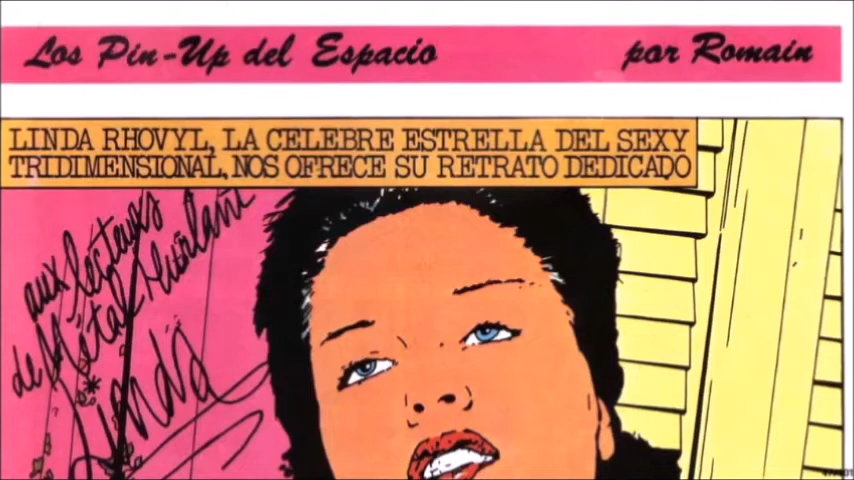 Los Pin-Up del Espacio
por Romain
LINDA RHOVYL, LA CELEBRE ESTRELLA DEL SEXY
TRIDIMENSIONAL, NOS OFRECE SU RETRATO DEDICADO
aux lecteurs
de Métal Hurlant
Linda